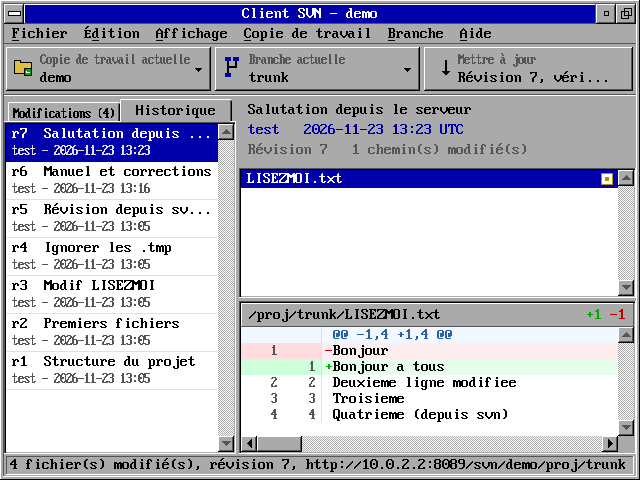 Client SVN - demo
Fichier Édition Affichage Copie de travail Branche Aide
Copie de travail actuelle
demo
Branche actuelle
trunk
Mettre à jour
Révision 7, véri...
Modifications (4)
Historique
r7 Salutation depuis ...
test - 2026-11-23 13:23
r6 Manuel et corrections
test - 2026-11-23 13:16
r5 Révision depuis sv...
test - 2026-11-23 13:05
r4 Ignorer les .tmp
test - 2026-11-23 13:05
r3 Modif LISEZMOI
test - 2026-11-23 13:05
r2 Premiers fichiers
test - 2026-11-23 13:05
r1 Structure du projet
test - 2026-11-23 13:05
Salutation depuis le serveur
test 2026-11-23 13:23 UTC
Révision 7 1 chemin(s) modifié(s)
LISEZMOI.txt
/proj/trunk/LISEZMOI.txt +1 -1
@@ -1,4 +1,4 @@
1 -Bonjour
1 +Bonjour a tous
2 2 Deuxieme ligne modifiee
3 3 Troisieme
4 4 Quatrieme (depuis svn)
4 fichier(s) modifié(s), révision 7, http://10.0.2.2:8089/svn/demo/proj/trunk